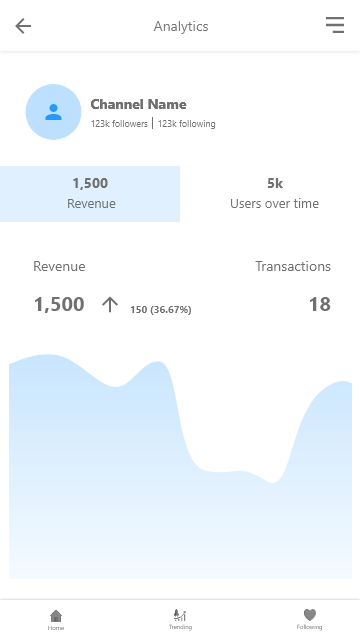 Analytics
Channel Name
123k followers | 123k following
1,500
Revenue
5k
Users over time
Revenue
Transactions
1,500
150 (36.67%)
18
Home
Trending
Following